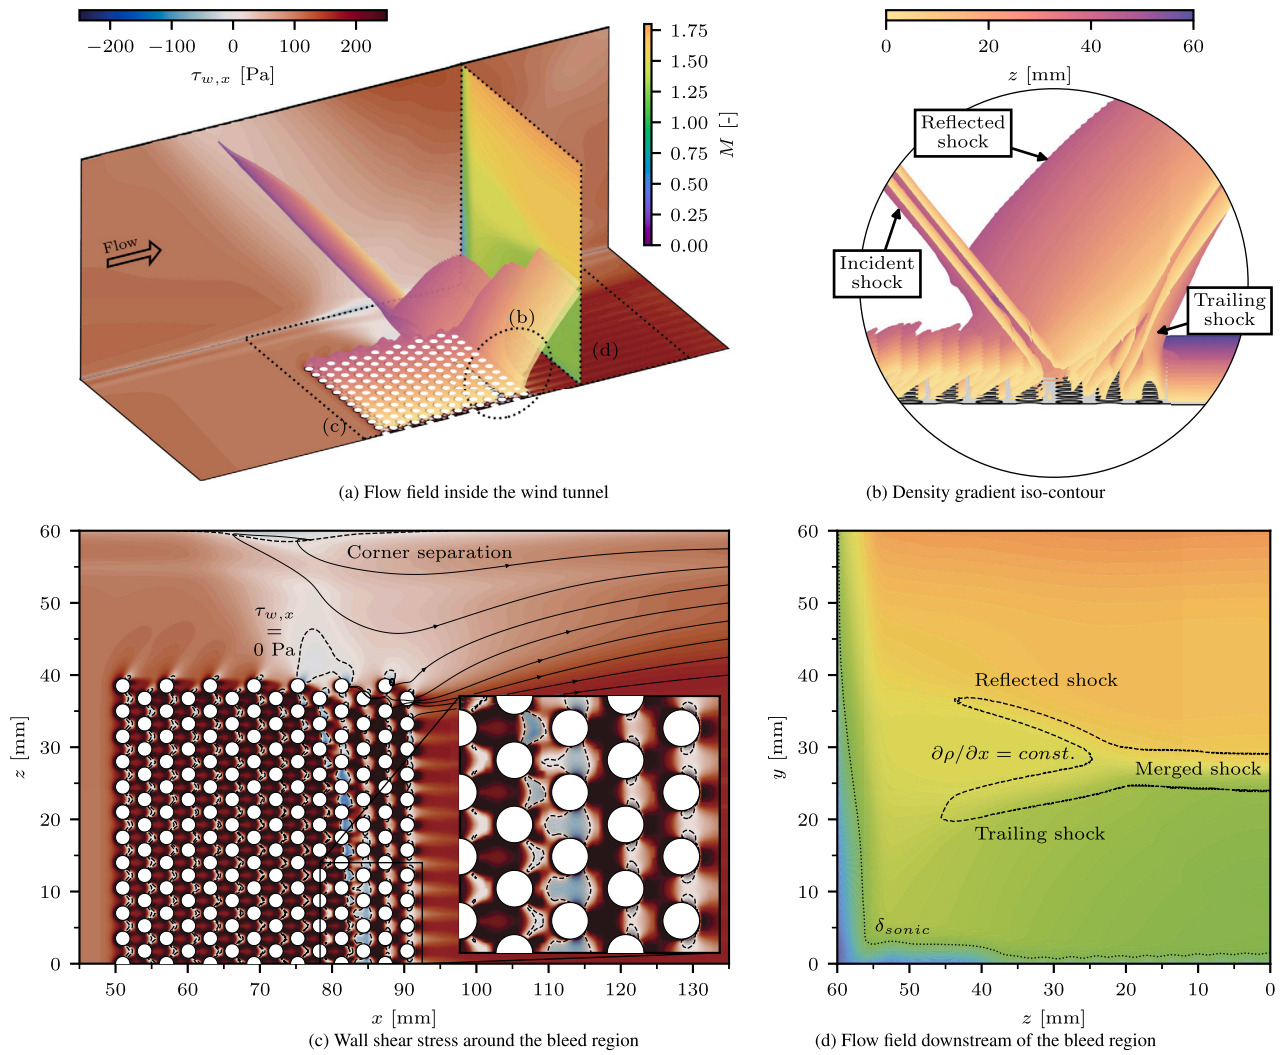 −200 −100 0 100 200
τw,x [Pa]
1.75
1.50
1.25
1.00
0.75
0.50
0.25
0.00
M [-]
Flow
(b)
(d)
(c)
(a) Flow field inside the wind tunnel
0 20 40 60
z [mm]
Reflected
shock
Incident
shock
Trailing
shock
(b) Density gradient iso-contour
60
50
40
30
20
10
0
z [mm]
Corner separation
τw,x
=
0 Pa
50 60 70 80 90 100 110 120 130
x [mm]
(c) Wall shear stress around the bleed region
60
50
40
30
20
10
0
y [mm]
Reflected shock
∂ρ/∂x = const.
Merged shock
Trailing shock
δsonic
60 50 40 30 20 10 0
z [mm]
(d) Flow field downstream of the bleed region